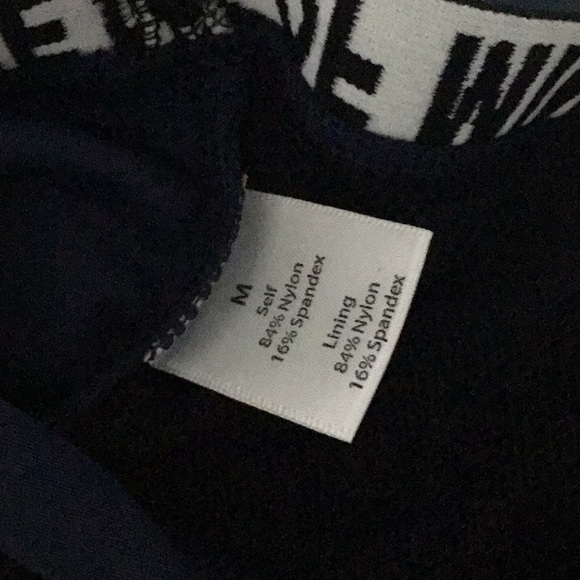 M
Self
84% Nylon
16% Spandex
Lining
84% Nylon
16% Spandex